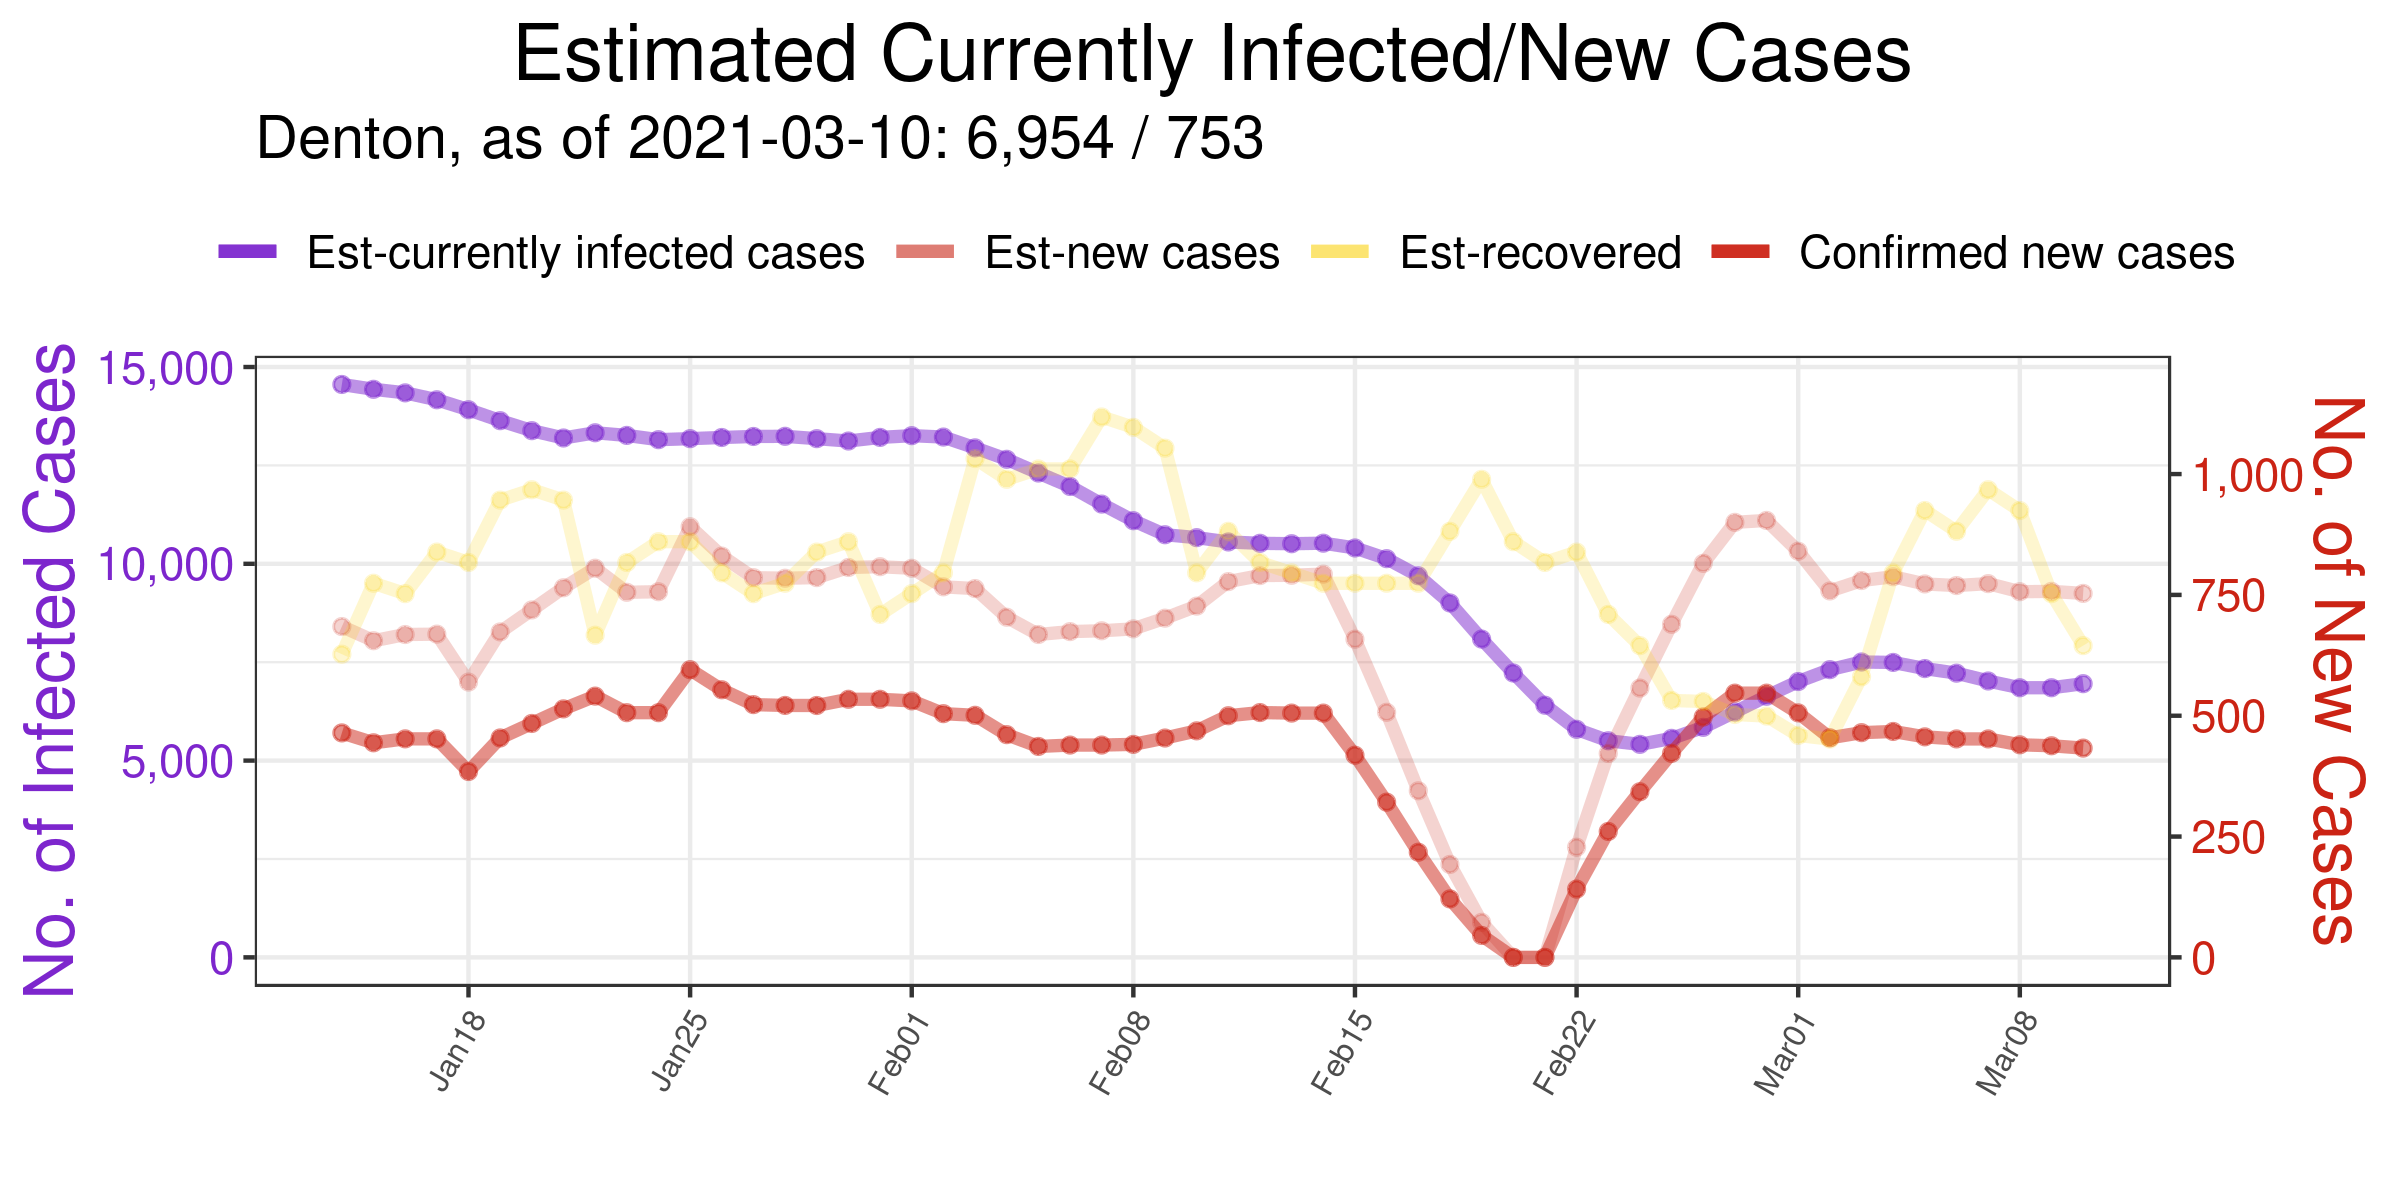 Estimated Currently Infected/New Cases
Denton, as of 2021-03-10: 6,954 / 753
Est-currently infected cases
Est-new cases
Est-recovered
Confirmed new cases
No. of Infected Cases
15,000
10,000
5,000
0
1,000
750
500
250
0
No. of New Cases
Jan18
Jan25
Feb01
Feb08
Feb15
Feb22
Mar01
Mar08